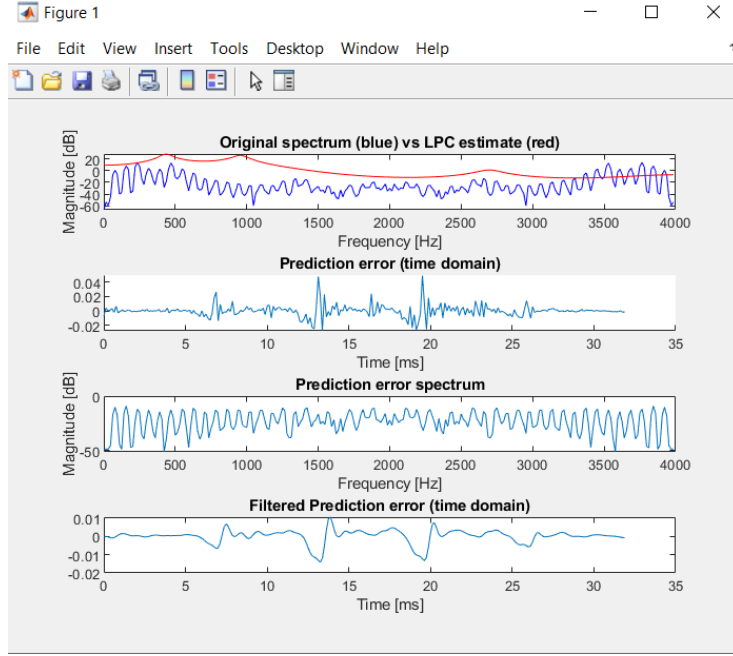 Figure 1
File Edit View Insert Tools Desktop Window Help
Original spectrum (blue) vs LPC estimate (red)
Magnitude [dB]
20
0
-20
-40
-60
0 500 1000 1500 2000 2500 3000 3500 4000
Frequency [Hz]
Prediction error (time domain)
0.04
0.02
0
-0.02
0 5 10 15 20 25 30 35
Time [ms]
Prediction error spectrum
Magnitude [dB]
0
-50
0 500 1000 1500 2000 2500 3000 3500 4000
Frequency [Hz]
Filtered Prediction error (time domain)
0.01
0
-0.01
-0.02
0 5 10 15 20 25 30 35
Time [ms]